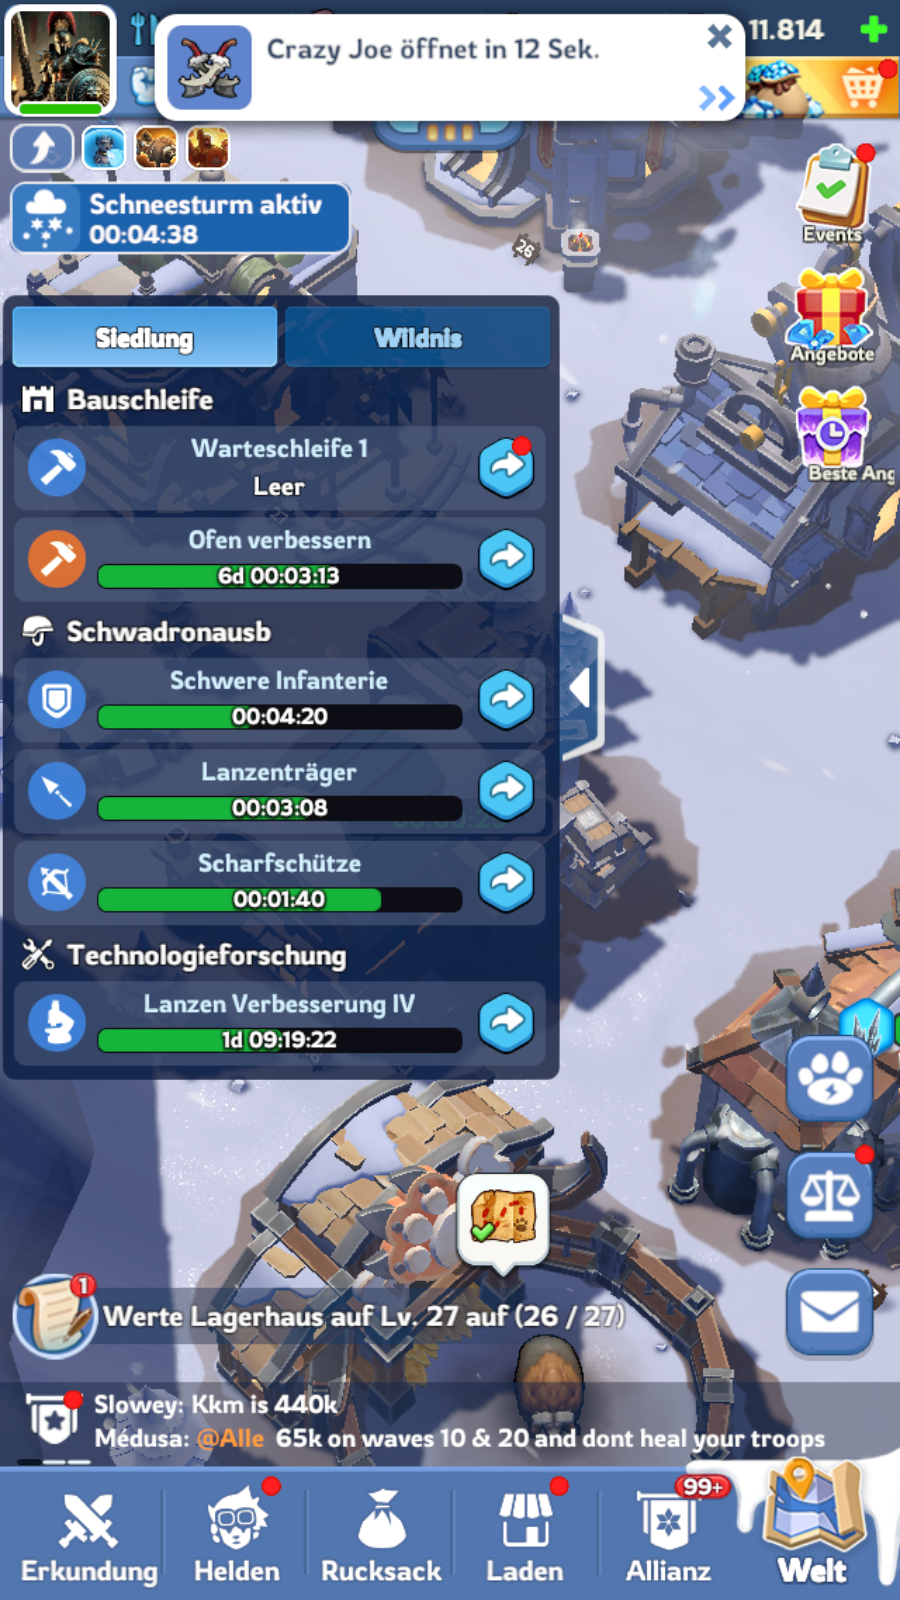 Crazy Joe öffnet in 12 Sek.
11.814
Schneesturm aktiv
00:04:38
26
Events
Angebote
Beste Ang
Siedlung
Wildnis
Bauschleife
Warteschleife 1
Leer
Ofen verbessern
6d 00:03:13
Schwadronausb
Schwere Infanterie
00:04:20
Lanzenträger
00:03:08
Scharfschütze
00:01:40
Technologieforschung
Lanzen Verbesserung IV
1d 09:19:22
1
Werte Lagerhaus auf Lv. 27 auf (26 / 27)
Slowey: Kkm is 440k
Médusa: @Alle 65k on waves 10 & 20 and dont heal your troops
Erkundung
Helden
Rucksack
Laden
99+
Allianz
Welt